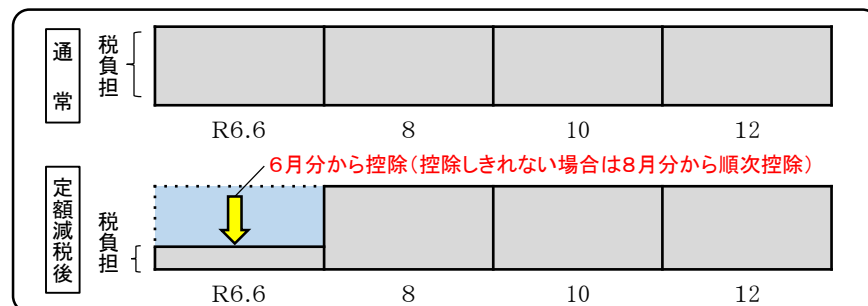 通常
税負担
R6.6
8
10
12
6月分から控除(控除しきれない場合は8月分から順次控除)
定額減税後
税負担
R6.6
8
10
12